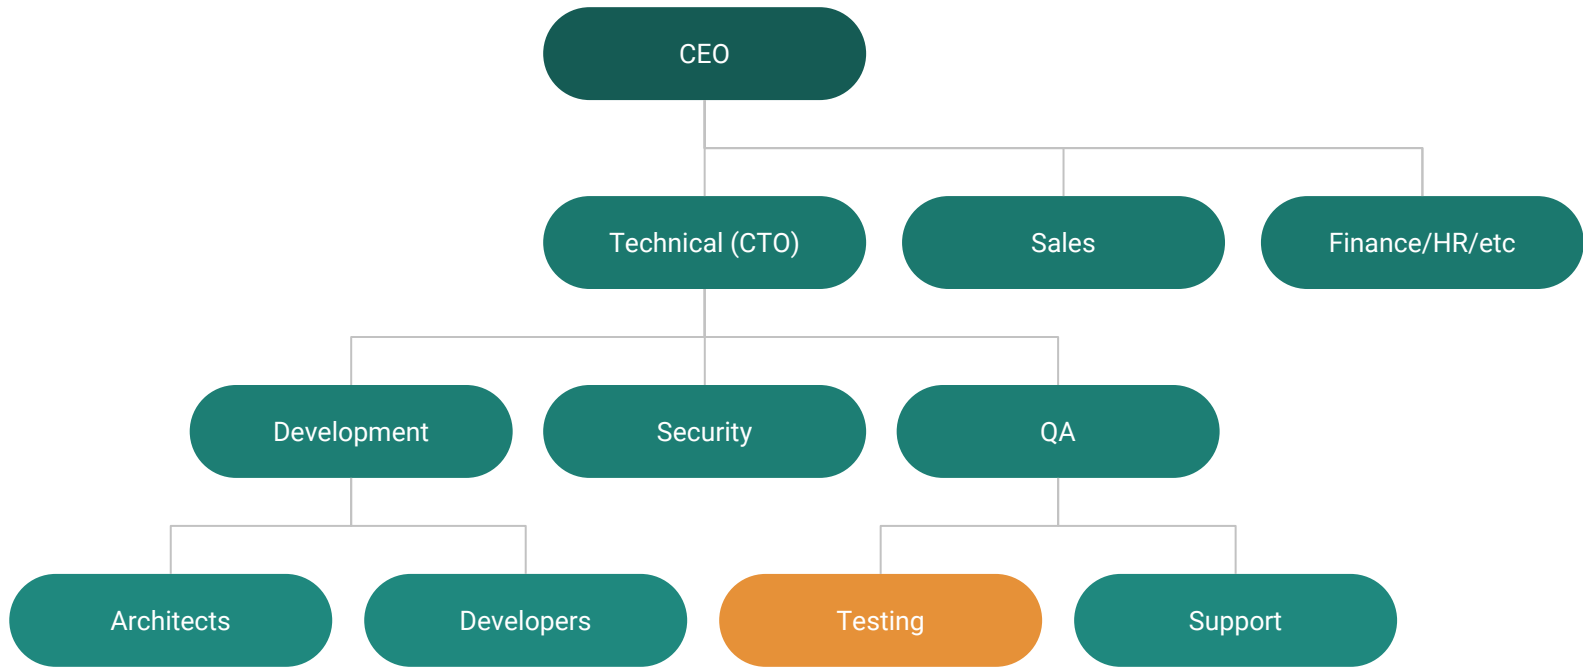 CEO
Technical (CTO)
Sales
Finance/HR/etc
Development
Security
QA
Architects
Developers
Testing
Support